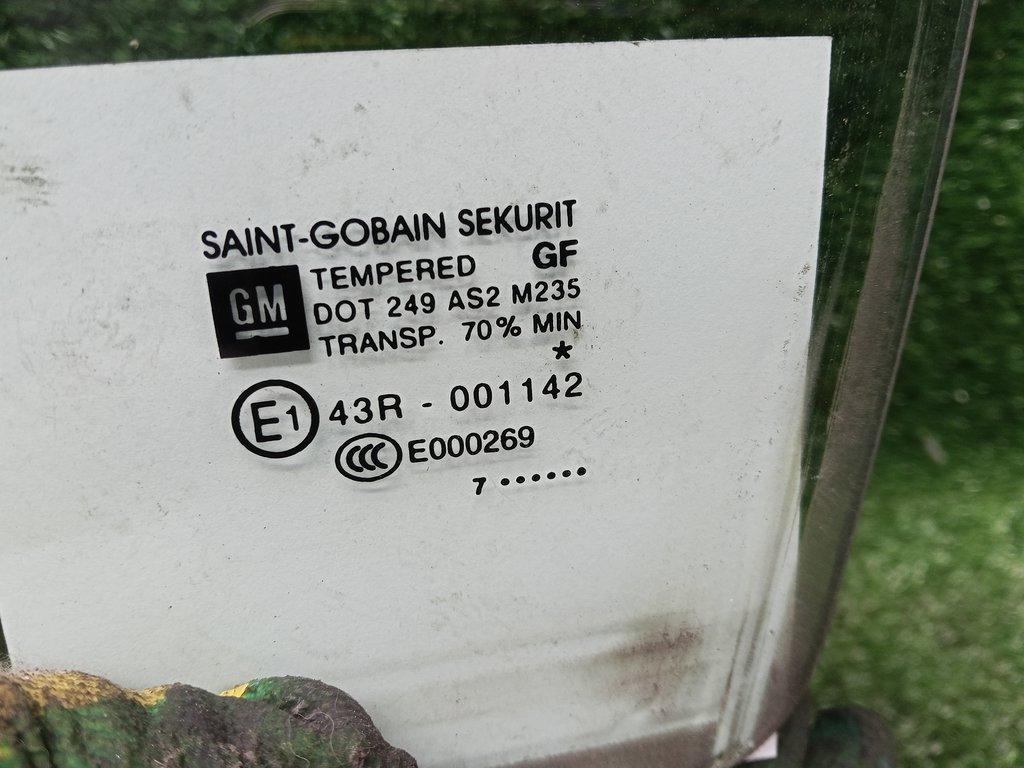 SAINT-GOBAIN SEKURIT
GM
TEMPERED GF
DOT 249 AS2 M235
TRANSP. 70% MIN
*
E1 43R - 001142
CCC E000269
7 ••••••